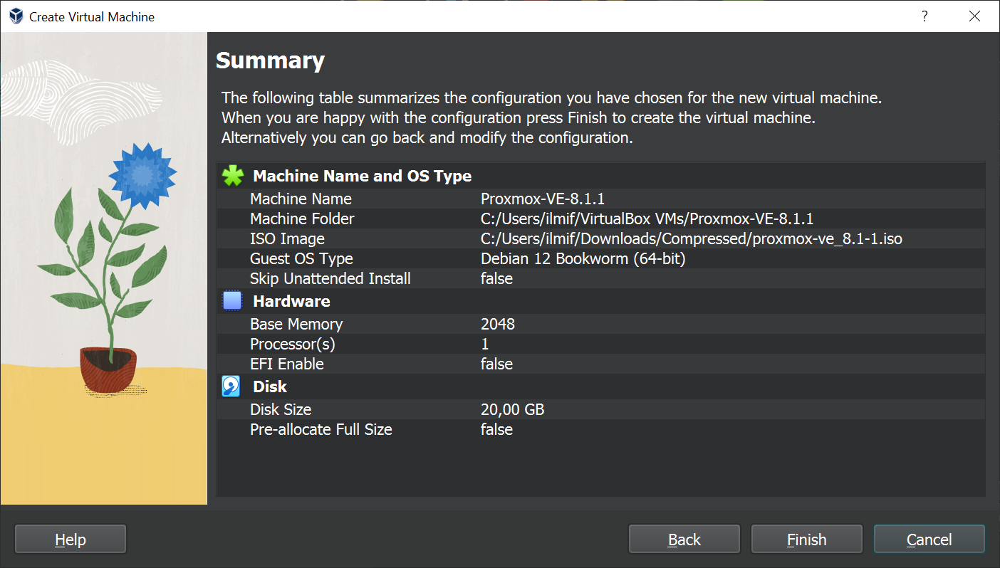 Create Virtual Machine
?
Summary
The following table summarizes the configuration you have chosen for the new virtual machine.
When you are happy with the configuration press Finish to create the virtual machine.
Alternatively you can go back and modify the configuration.
Machine Name and OS Type
Machine Name Proxmox-VE-8.1.1
Machine Folder C:/Users/ilmif/VirtualBox VMs/Proxmox-VE-8.1.1
ISO Image C:/Users/ilmif/Downloads/Compressed/proxmox-ve_8.1-1.iso
Guest OS Type Debian 12 Bookworm (64-bit)
Skip Unattended Install false
Hardware
Base Memory 2048
Processor(s) 1
EFI Enable false
Disk
Disk Size 20,00 GB
Pre-allocate Full Size false
Help Back Finish Cancel